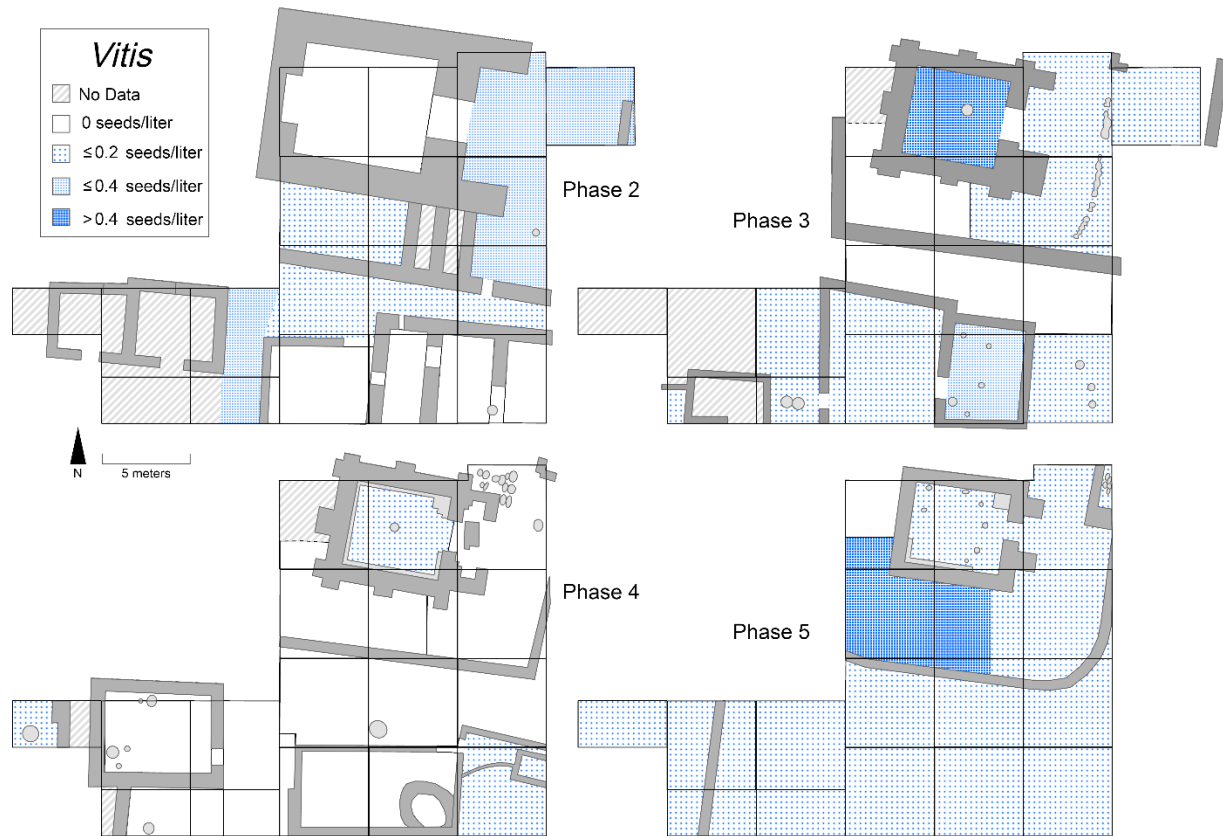 Vitis
No Data
0 seeds/liter
≤0.2 seeds/liter
≤0.4 seeds/liter
>0.4 seeds/liter
Phase 2
Phase 3
N
5 meters
Phase 4
Phase 5